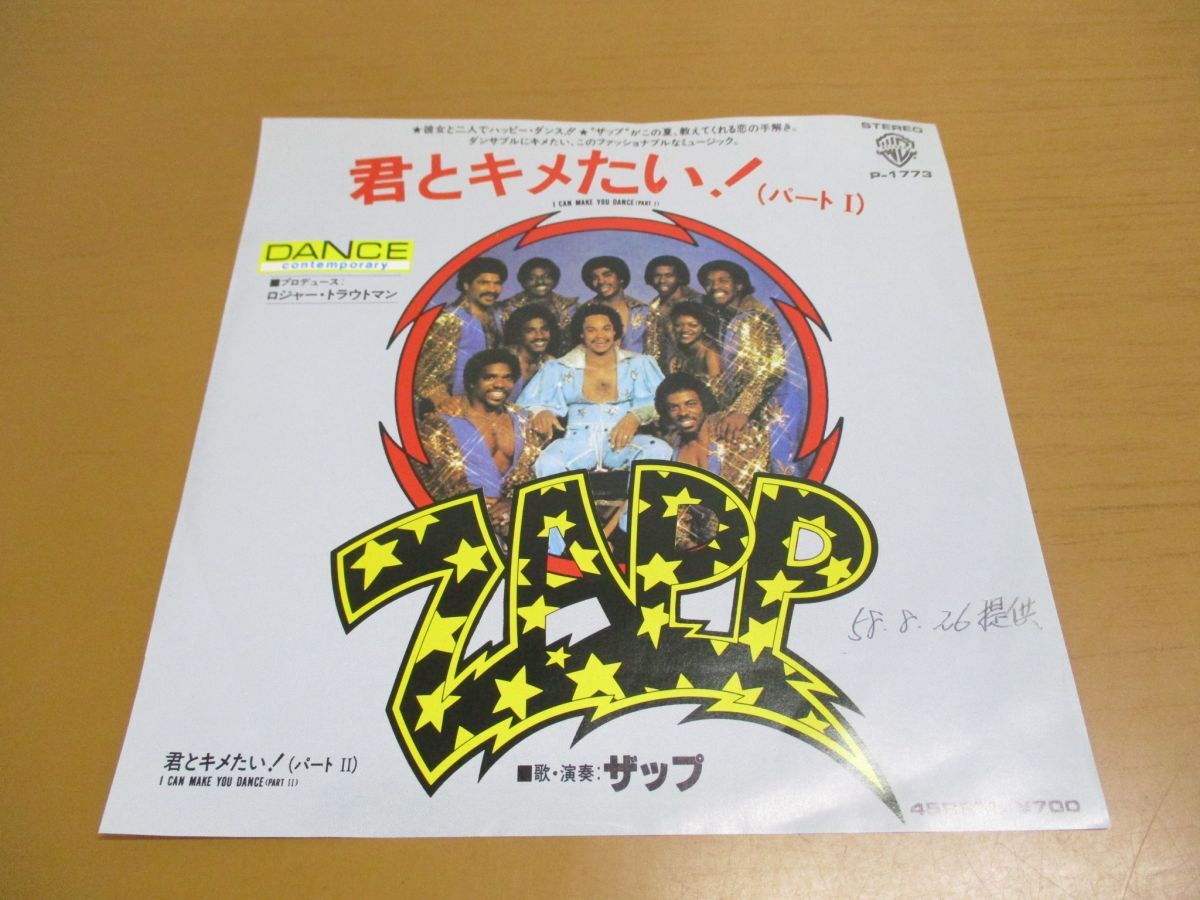 ★彼女と二人でハッピー・ダンス!! ★“ザップ”がこの夏、教えてくれる恋の手解き。
ダンサブルにキメたい、このファッショナブルなミュージック。
STEREO
P-1773
君とキメたい!(パート I)
I CAN MAKE YOU DANCE (PART I)
DANCE
contemporary
■プロデュース:
ロジャー・トラウトマン
ZAPP
58.8.26 提供
君とキメたい!(パート II)
I CAN MAKE YOU DANCE (PART II)
■歌・演奏:ザップ
¥700